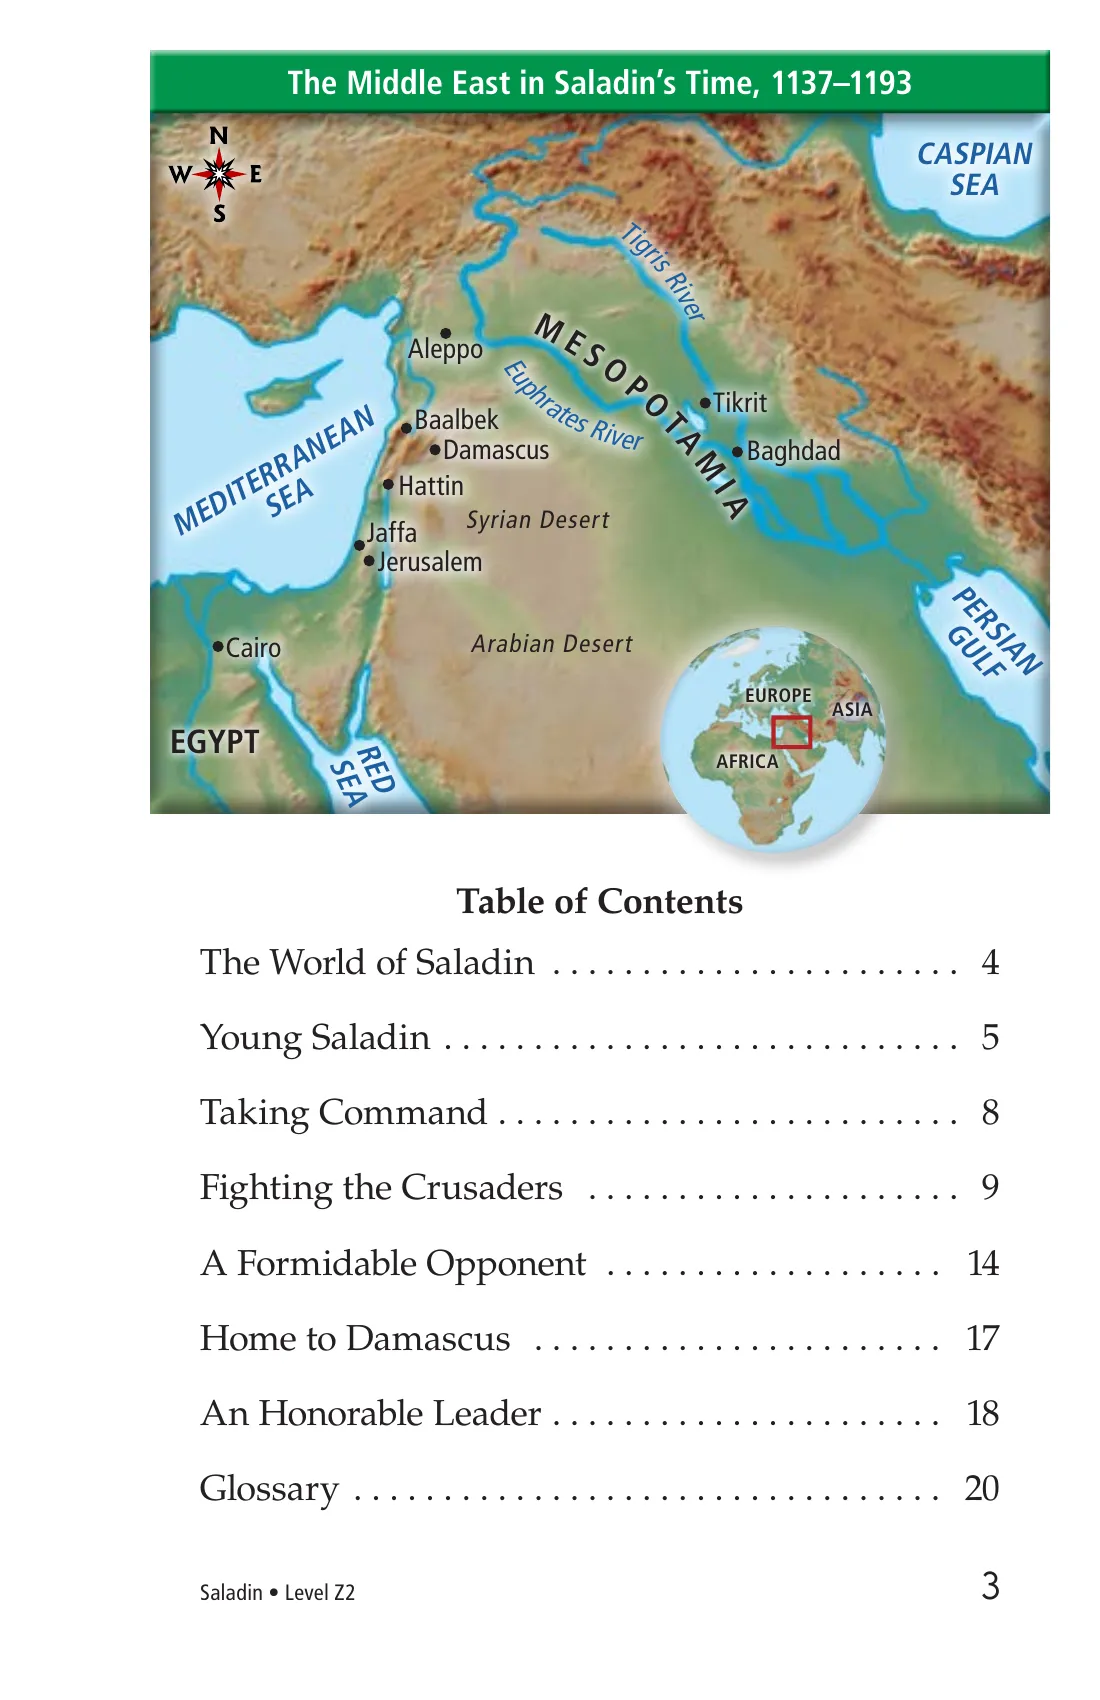 The Middle East in Saladin's Time, 1137–1193
N
W E
S
CASPIAN
SEA
Tigris River
MESOPOTAMIA
Aleppo
Euphrates River
Tikrit
Baalbek
Baghdad
Damascus
MEDITERRANEAN
SEA
Hattin
Syrian Desert
Jaffa
Jerusalem
PERSIAN
GULF
Cairo
Arabian Desert
EUROPE
ASIA
AFRICA
EGYPT
RED
SEA
Table of Contents
The World of Saladin . . . . . . . . . . . . . . . . . . . . . . . 4
Young Saladin . . . . . . . . . . . . . . . . . . . . . . . . . . . . . 5
Taking Command . . . . . . . . . . . . . . . . . . . . . . . . . . 8
Fighting the Crusaders . . . . . . . . . . . . . . . . . . . . . 9
A Formidable Opponent . . . . . . . . . . . . . . . . . . . 14
Home to Damascus . . . . . . . . . . . . . . . . . . . . . . . 17
An Honorable Leader . . . . . . . . . . . . . . . . . . . . . . 18
Glossary . . . . . . . . . . . . . . . . . . . . . . . . . . . . . . . . . 20
Saladin • Level Z2
3